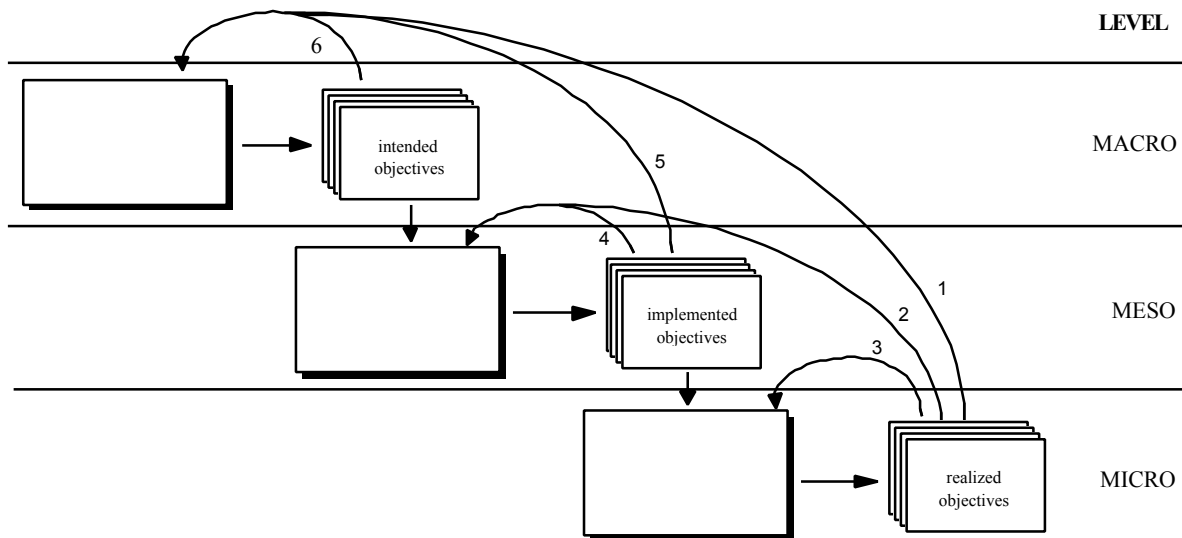 LEVEL
6
intended
objectives
MACRO
5
4
implemented
objectives
1
2
MESO
3
realized
objectives
MICRO